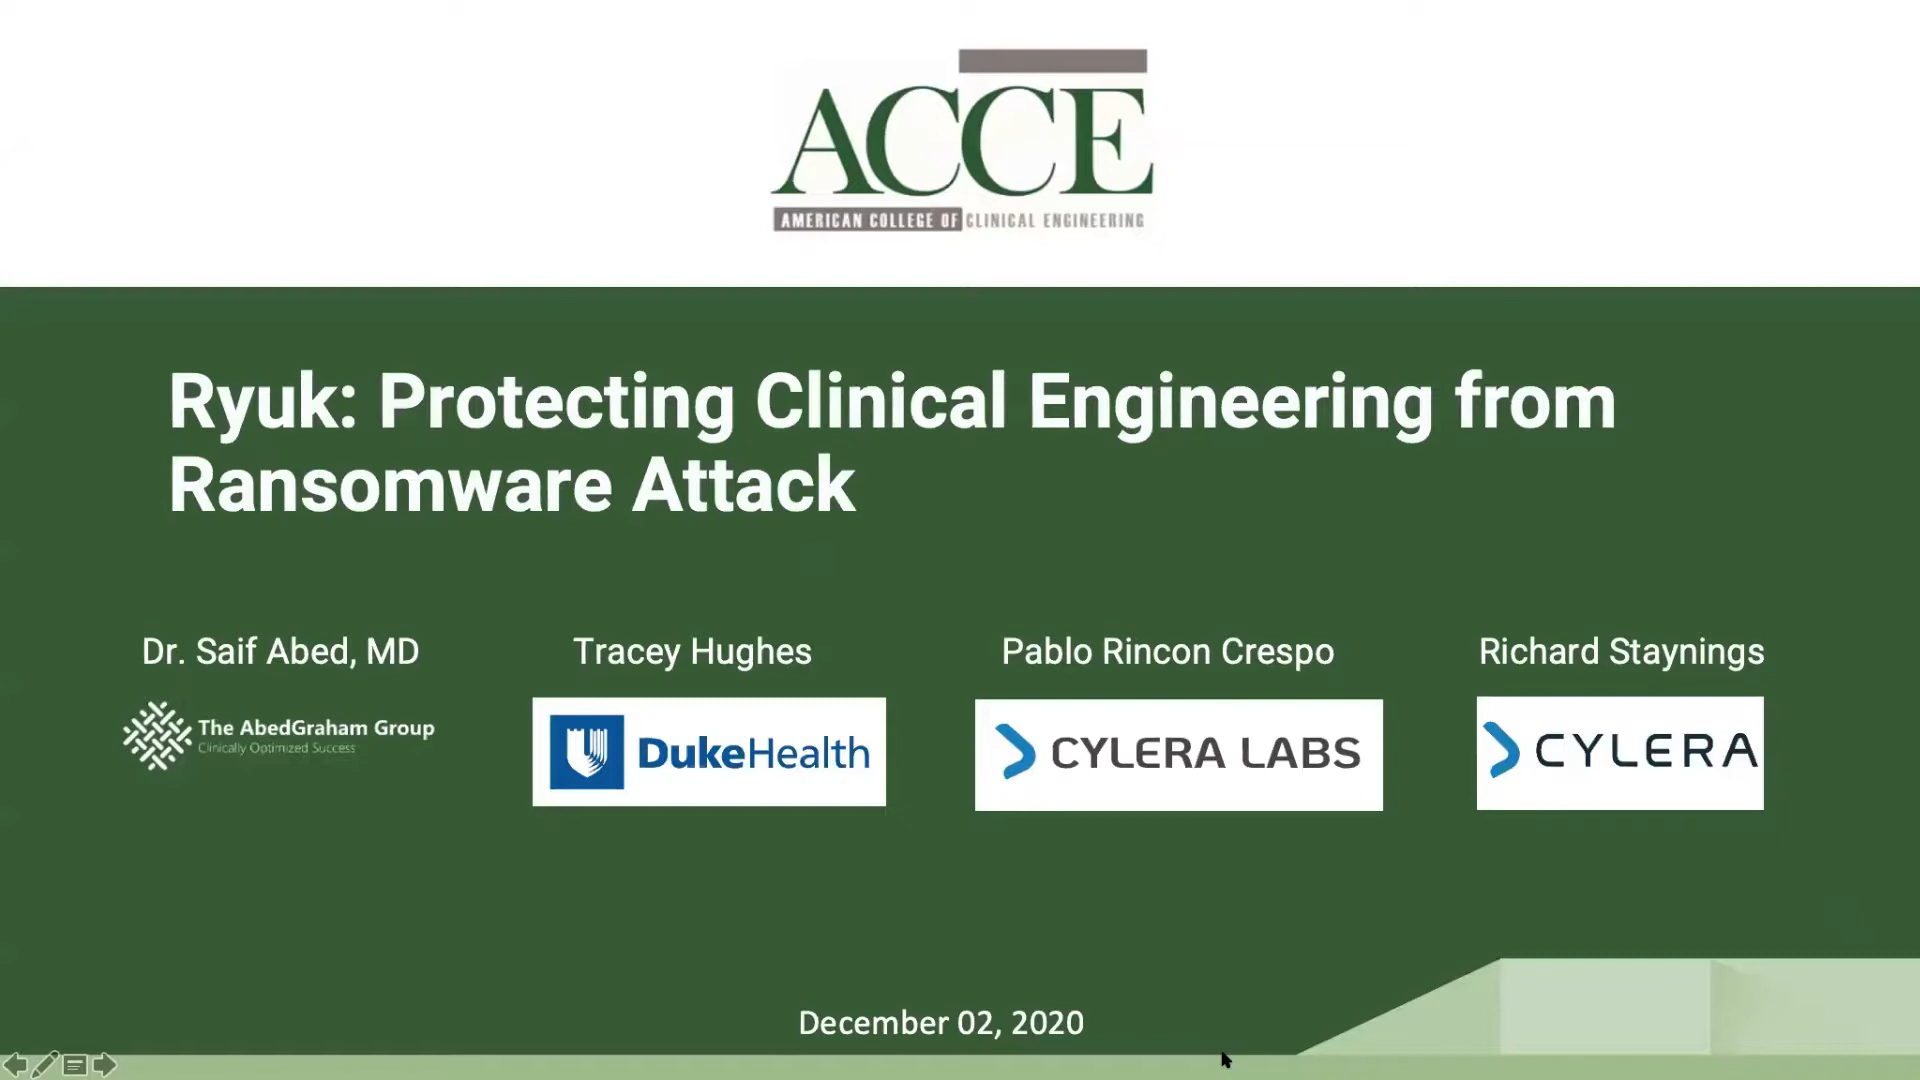 ACCE
AMERICAN COLLEGE OF CLINICAL ENGINEERING
Ryuk: Protecting Clinical Engineering from
Ransomware Attack
Dr. Saif Abed, MD
Tracey Hughes
Pablo Rincon Crespo
Richard Staynings
The AbedGraham Group
Clinically Optimized Success
DukeHealth
CYLERA LABS
CYLERA
December 02, 2020